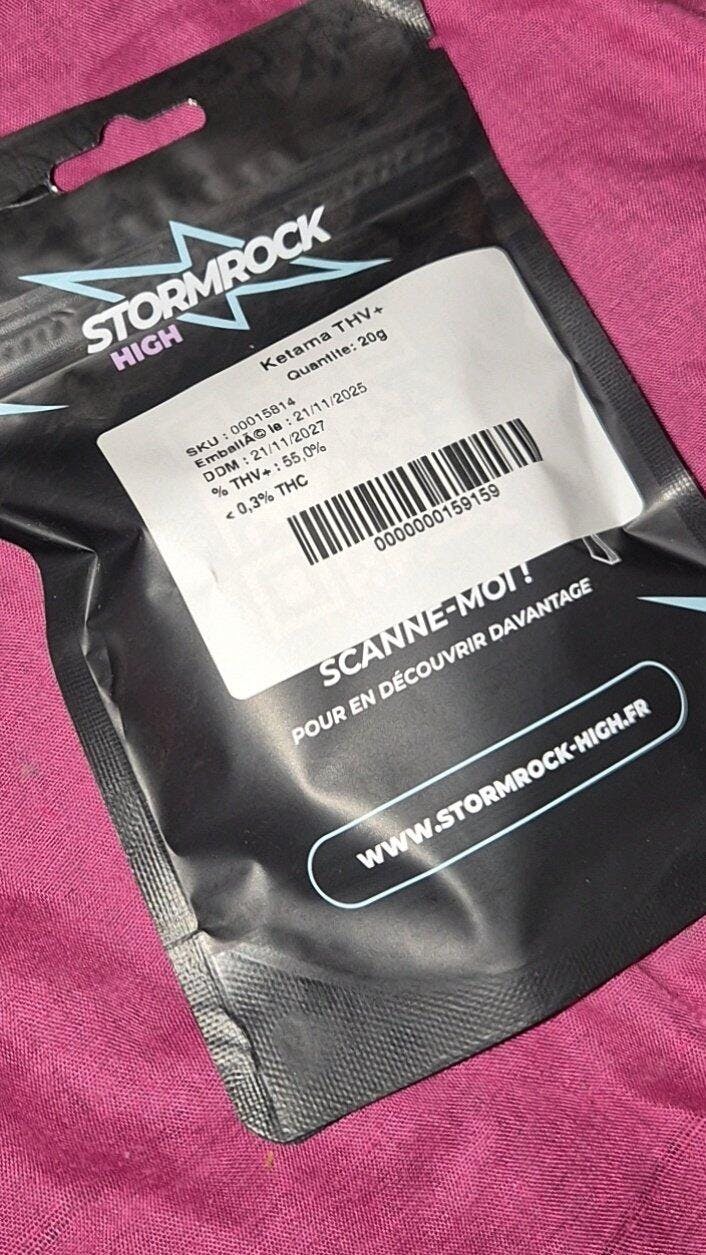 STORMROCK
HIGH
Ketama THV+
Quantite: 20g
SKU : 00015814
EmballÃ© le : 21/11/2025
DDM : 21/11/2027
% THV+ : 55,0%
< 0,3% THC
0000000159159
SCANNE-MOI !
POUR EN DÉCOUVRIR DAVANTAGE
WWW.STORMROCK-HIGH.FR